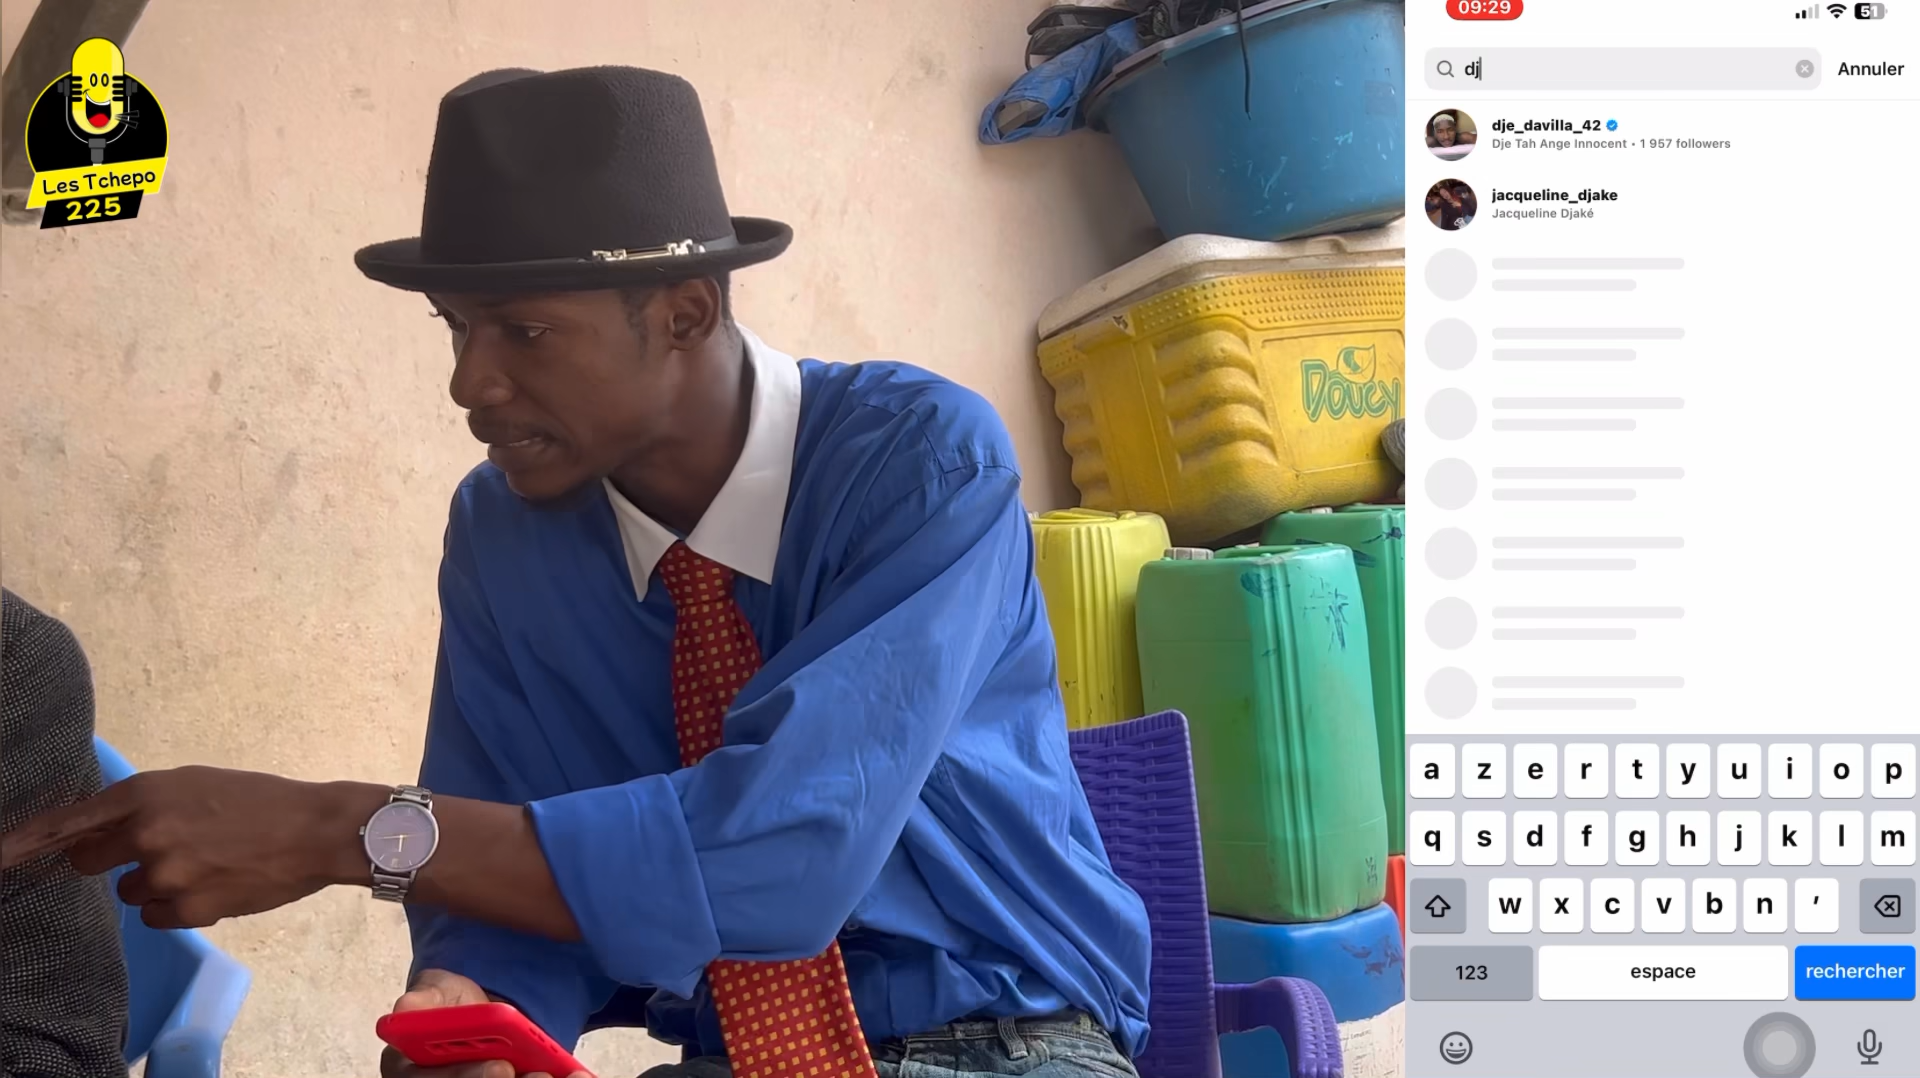 Les Tchepo
225
Doucy
09:29
51
dj
Annuler
dje_davilla_42
Dje Tah Ange Innocent • 1 957 followers
jacqueline_djake
Jacqueline Djaké
a z e r t y u i o p
q s d f g h j k l m
w x c v b n ’
123 espace rechercher